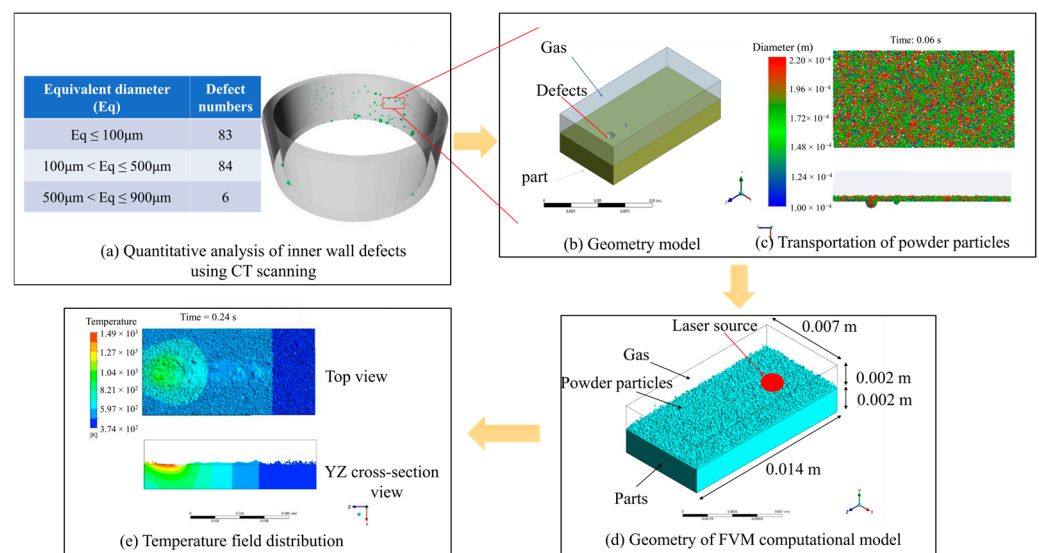 Equivalent diameter
(Eq)
Defect
numbers
Eq ≤ 100μm
83
100μm < Eq ≤ 500μm
84
500μm < Eq ≤ 900μm
6
(a) Quantitative analysis of inner wall defects
using CT scanning
Gas
Defects
part
(b) Geometry model
Time: 0.06 s
Diameter (m)
2.20 × 10⁻⁴
1.96 × 10⁻⁴
1.72 × 10⁻⁴
1.48 × 10⁻⁴
1.24 × 10⁻⁴
1.00 × 10⁻⁴
(c) Transportation of powder particles
Laser source
0.007 m
Gas
Powder particles
0.002 m
0.002 m
0.014 m
Parts
(d) Geometry of FVM computational model
Time = 0.24 s
Temperature
1.49 × 10³
1.27 × 10³
1.04 × 10³
8.21 × 10²
5.97 × 10²
3.74 × 10²
[K]
Top view
YZ cross-section
view
(e) Temperature field distribution